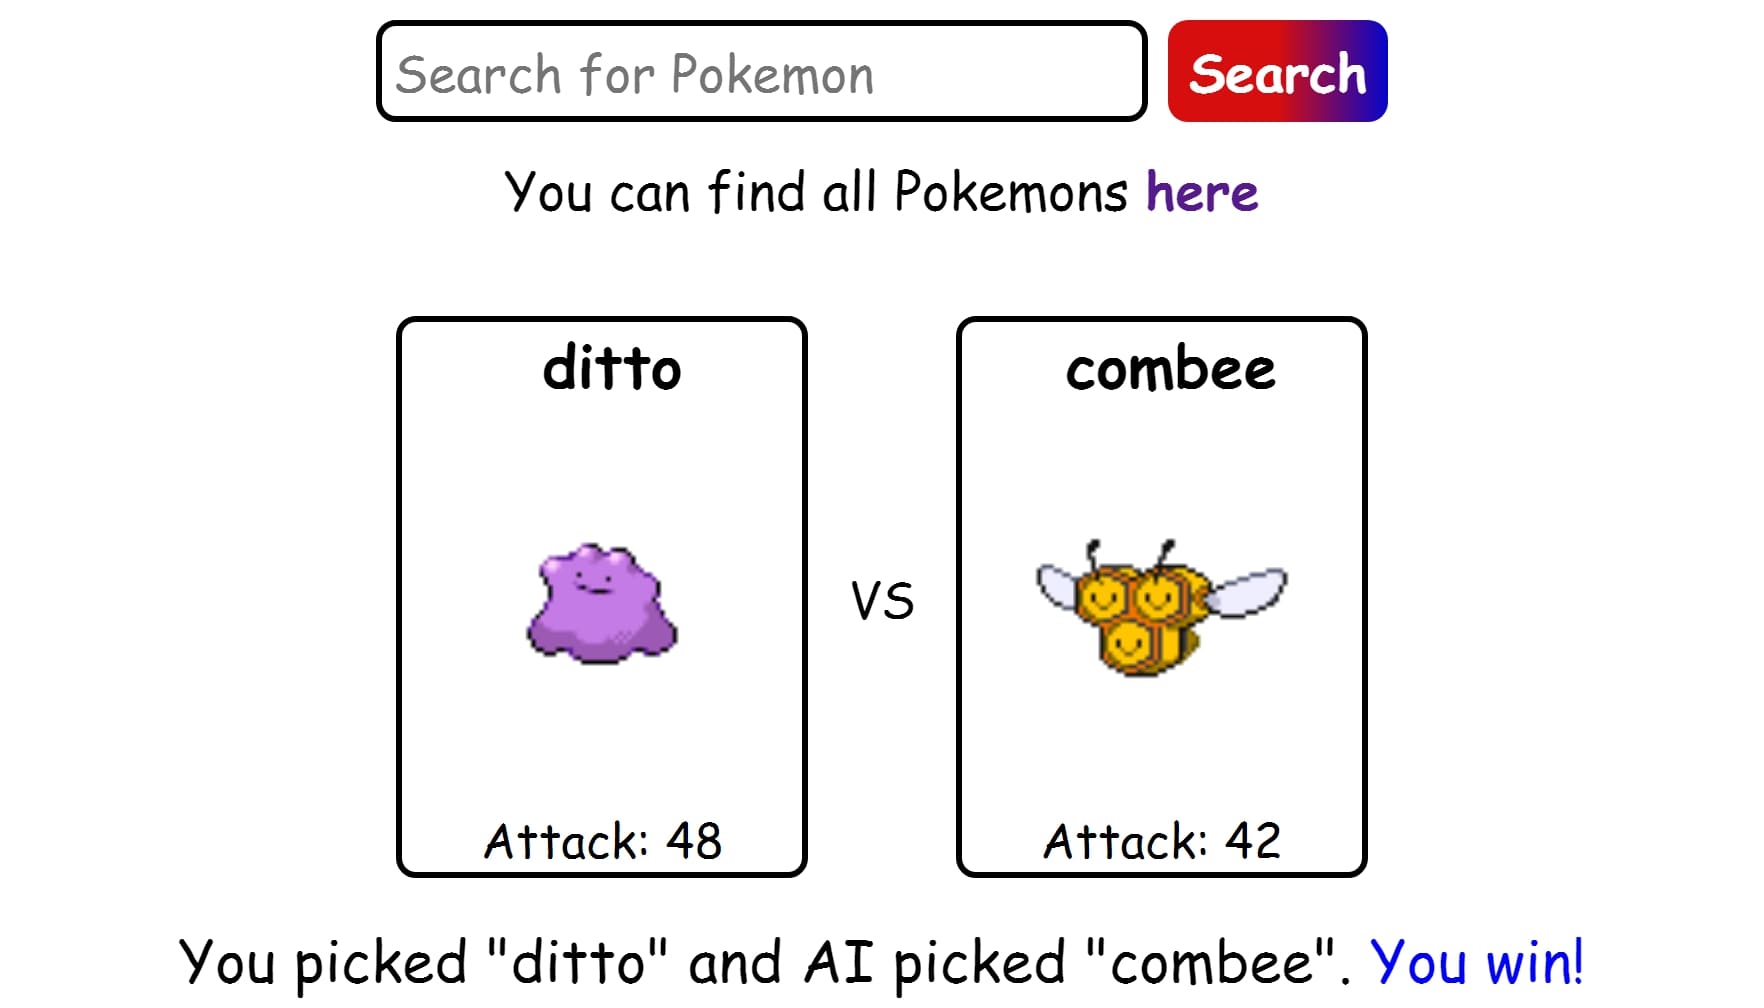 Search for Pokemon Search
You can find all Pokemons here
ditto
combee
VS
Attack: 48
Attack: 42
You picked "ditto" and AI picked "combee". You win!